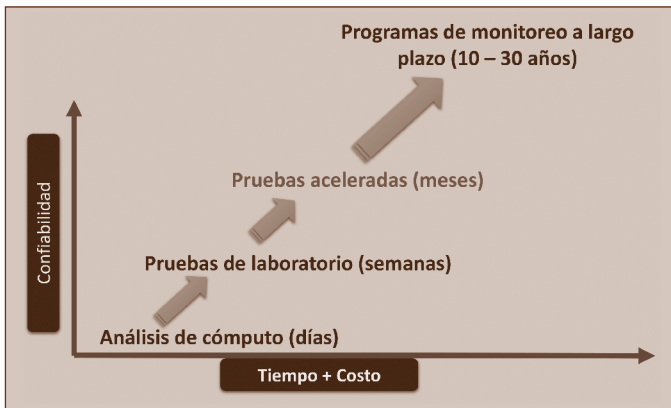 Programas de monitoreo a largo
plazo (10 – 30 años)
Confiabilidad
Pruebas aceleradas (meses)
Pruebas de laboratorio (semanas)
Análisis de cómputo (días)
Tiempo + Costo